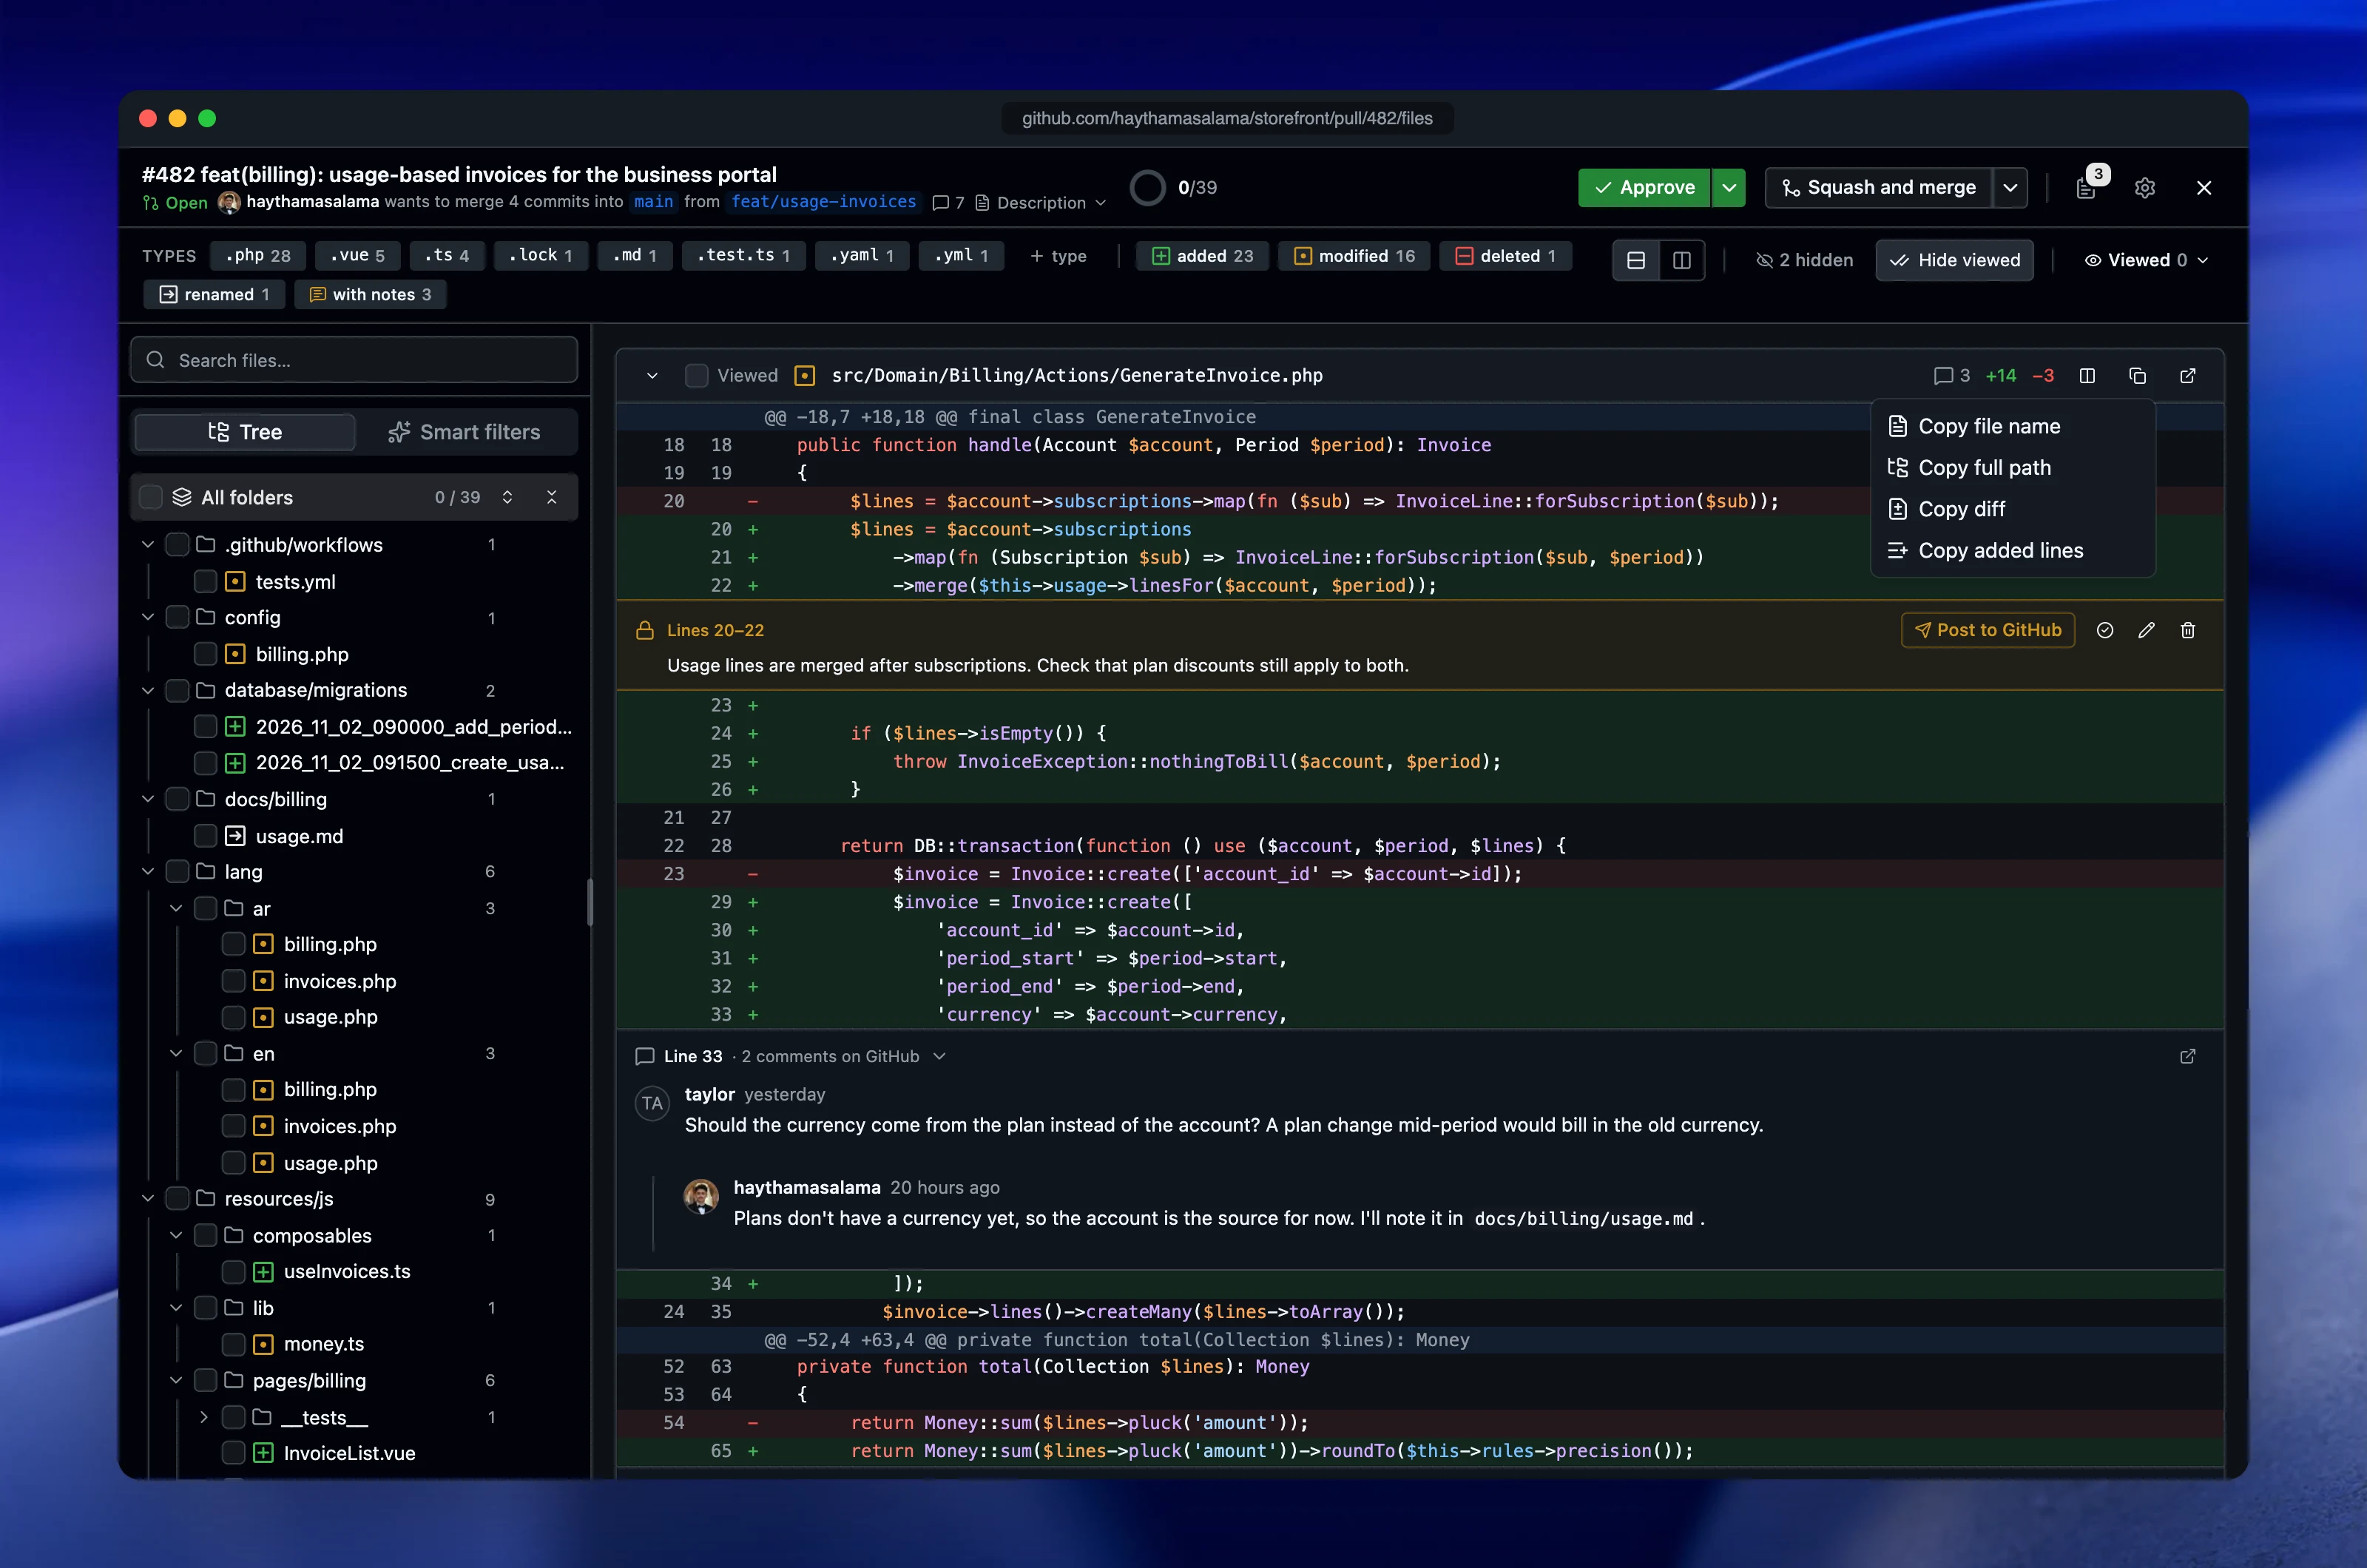 github.com/haythamasalama/storefront/pull/482/files
#482 feat(billing): usage-based invoices for the business portal
Open haythamasalama wants to merge 4 commits into main from feat/usage-invoices 7 Description
0/39
Approve
Squash and merge
3
TYPES .php 28 .vue 5 .ts 4 .lock 1 .md 1 .test.ts 1 .yaml 1 .yml 1 + type added 23 modified 16 deleted 1
renamed 1 with notes 3
2 hidden Hide viewed Viewed 0
Search files...
Tree Smart filters
All folders 0 / 39
.github/workflows 1
tests.yml
config 1
billing.php
database/migrations 2
2026_11_02_090000_add_period...
2026_11_02_091500_create_usa...
docs/billing 1
usage.md
lang 6
ar 3
billing.php
invoices.php
usage.php
en 3
billing.php
invoices.php
usage.php
resources/js 9
composables 1
useInvoices.ts
lib 1
money.ts
pages/billing 6
__tests__ 1
InvoiceList.vue
Viewed src/Domain/Billing/Actions/GenerateInvoice.php 3 +14 −3
Copy file name
Copy full path
Copy diff
Copy added lines
@@ -18,7 +18,18 @@ final class GenerateInvoice
18 18 public function handle(Account $account, Period $period): Invoice
19 19 {
20 - $lines = $account->subscriptions->map(fn ($sub) => InvoiceLine::forSubscription($sub));
20 + $lines = $account->subscriptions
21 + ->map(fn (Subscription $sub) => InvoiceLine::forSubscription($sub, $period))
22 + ->merge($this->usage->linesFor($account, $period));
Lines 20–22 Post to GitHub
Usage lines are merged after subscriptions. Check that plan discounts still apply to both.
23 +
24 + if ($lines->isEmpty()) {
25 + throw InvoiceException::nothingToBill($account, $period);
26 + }
21 27
22 28 return DB::transaction(function () use ($account, $period, $lines) {
23 - $invoice = Invoice::create(['account_id' => $account->id]);
29 + $invoice = Invoice::create([
30 + 'account_id' => $account->id,
31 + 'period_start' => $period->start,
32 + 'period_end' => $period->end,
33 + 'currency' => $account->currency,
Line 33 · 2 comments on GitHub
TA taylor yesterday
Should the currency come from the plan instead of the account? A plan change mid-period would bill in the old currency.
haythamasalama 20 hours ago
Plans don't have a currency yet, so the account is the source for now. I'll note it in docs/billing/usage.md .
34 + ]);
24 35 $invoice->lines()->createMany($lines->toArray());
@@ -52,4 +63,4 @@ private function total(Collection $lines): Money
52 63 private function total(Collection $lines): Money
53 64 {
54 - return Money::sum($lines->pluck('amount'));
65 + return Money::sum($lines->pluck('amount'))->roundTo($this->rules->precision());